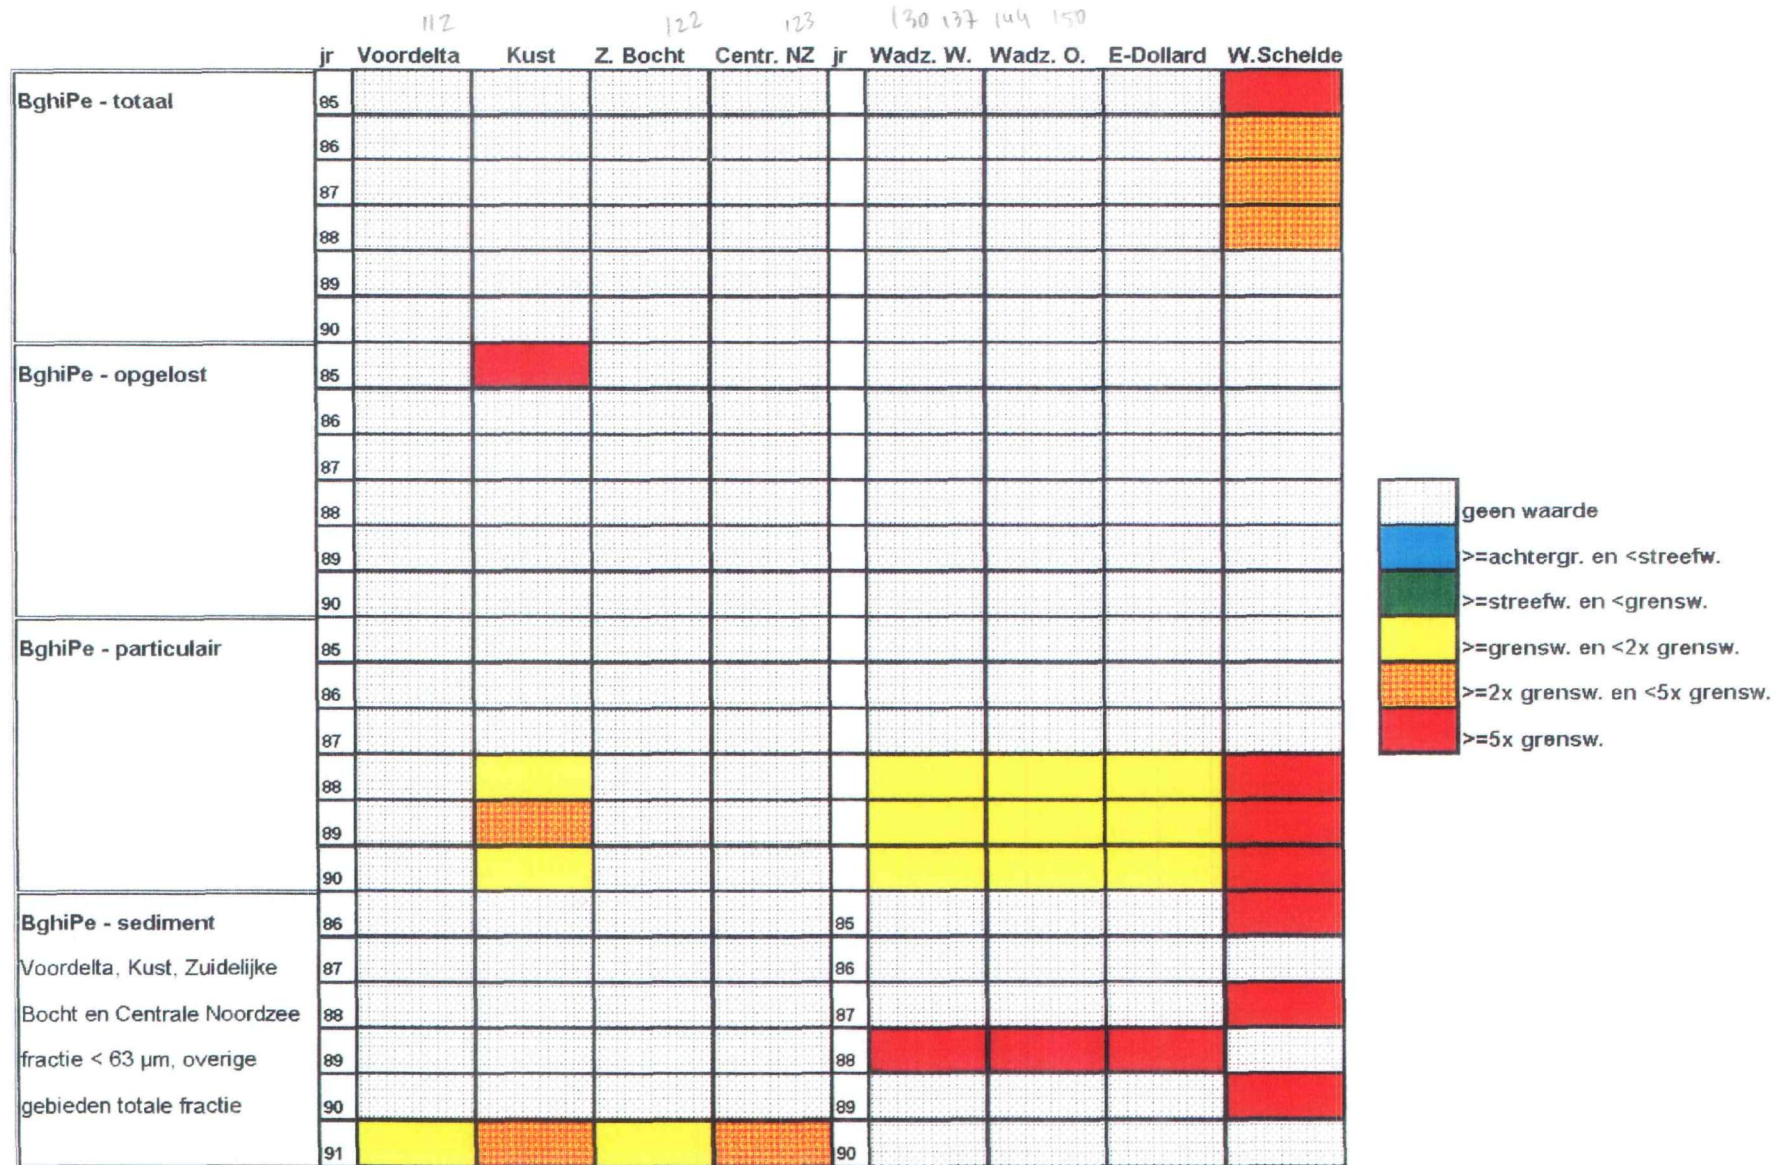 112 122 123 130 137 144 150
jr Voordelta Kust Z. Bocht Centr. NZ jr Wadz. W. Wadz. O. E-Dollard W.Schelde
BghiPe - totaal 85
86
87
88
89
90
BghiPe - opgelost 85
86
87
88
89
90
BghiPe - particulair 85
86
87
88
89
90
BghiPe - sediment 86 85
Voordelta, Kust, Zuidelijke 87 86
Bocht en Centrale Noordzee 88 87
fractie < 63 µm, overige 89 88
gebieden totale fractie 90 89
91 90
geen waarde
>=achtergr. en <streefw.
>=streefw. en <grensw.
>=grensw. en <2x grensw.
>=2x grensw. en <5x grensw.
>=5x grensw.